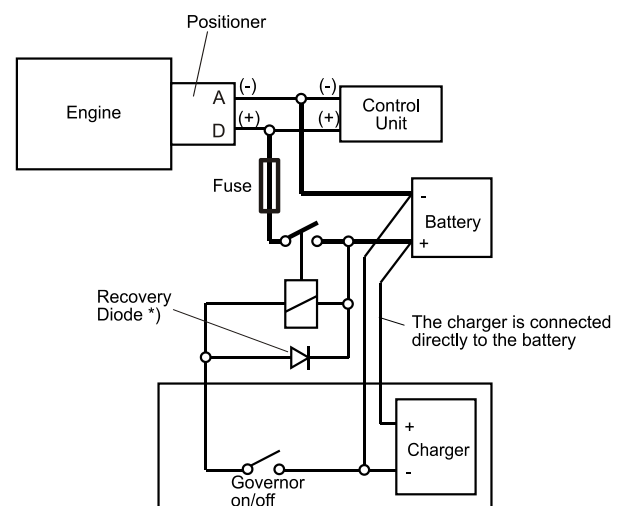 Positioner
Engine
A
(-)
(-)
D
(+)
(+)
Control
Unit
Fuse
-
Battery
+
Recovery
Diode *)
The charger is connected
directly to the battery
+
Charger
-
Governor
on/off